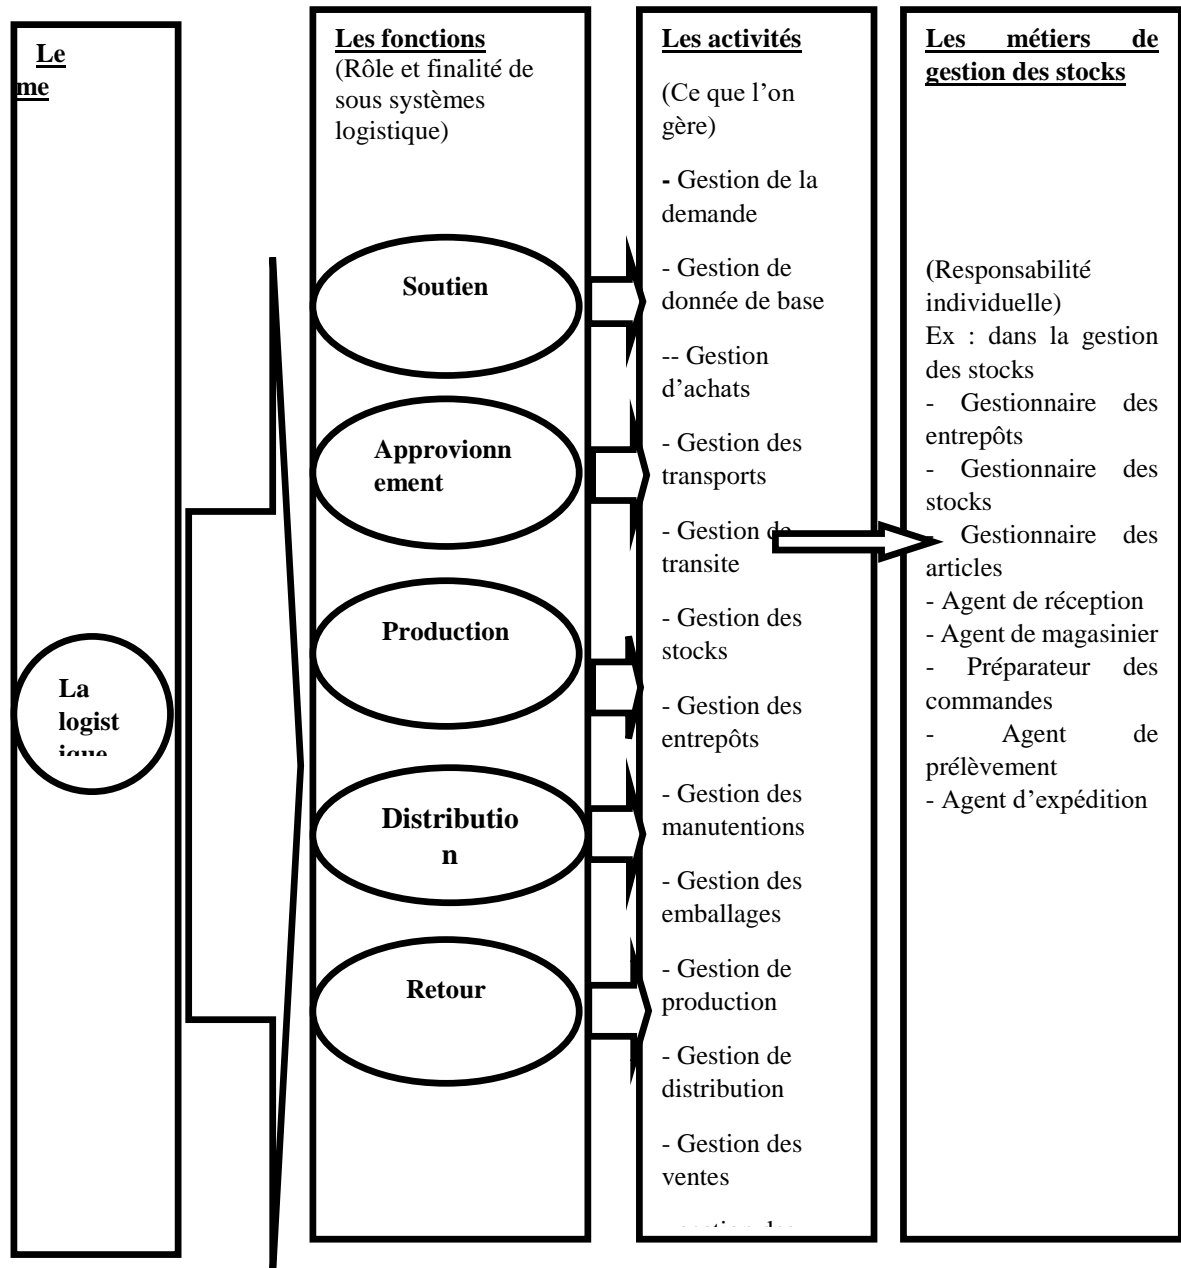 Le
me
La
logist
ique
Les fonctions
(Rôle et finalité de
sous systèmes
logistique)
Soutien
Approvionn
ement
Production
Distributio
n
Retour
Les activités
(Ce que l’on
gère)
- Gestion de la
demande
- Gestion de
donnée de base
-- Gestion
d’achats
- Gestion des
transports
- Gestion de
transite
- Gestion des
stocks
- Gestion des
entrepôts
- Gestion des
manutentions
- Gestion des
emballages
- Gestion de
production
- Gestion de
distribution
- Gestion des
ventes
Les métiers de
gestion des stocks
(Responsabilité
individuelle)
Ex : dans la gestion
des stocks
- Gestionnaire des
entrepôts
- Gestionnaire des
stocks
- Gestionnaire des
articles
- Agent de réception
- Agent de magasinier
- Préparateur des
commandes
- Agent de
prélèvement
- Agent d’expédition